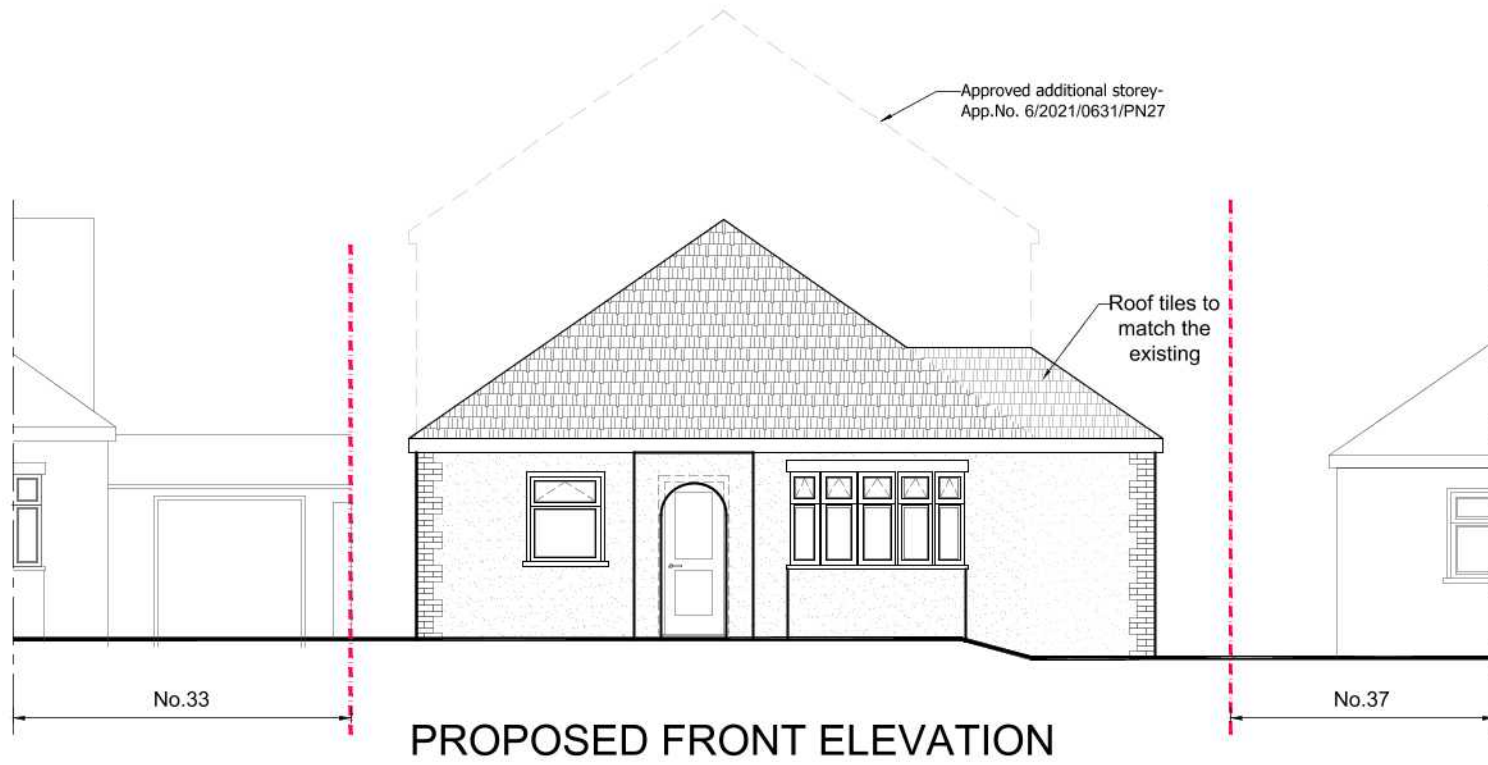 Approved additional storey-
App.No. 6/2021/0631/PN27
Roof tiles to
match the
existing
No.33
No.37
PROPOSED FRONT ELEVATION